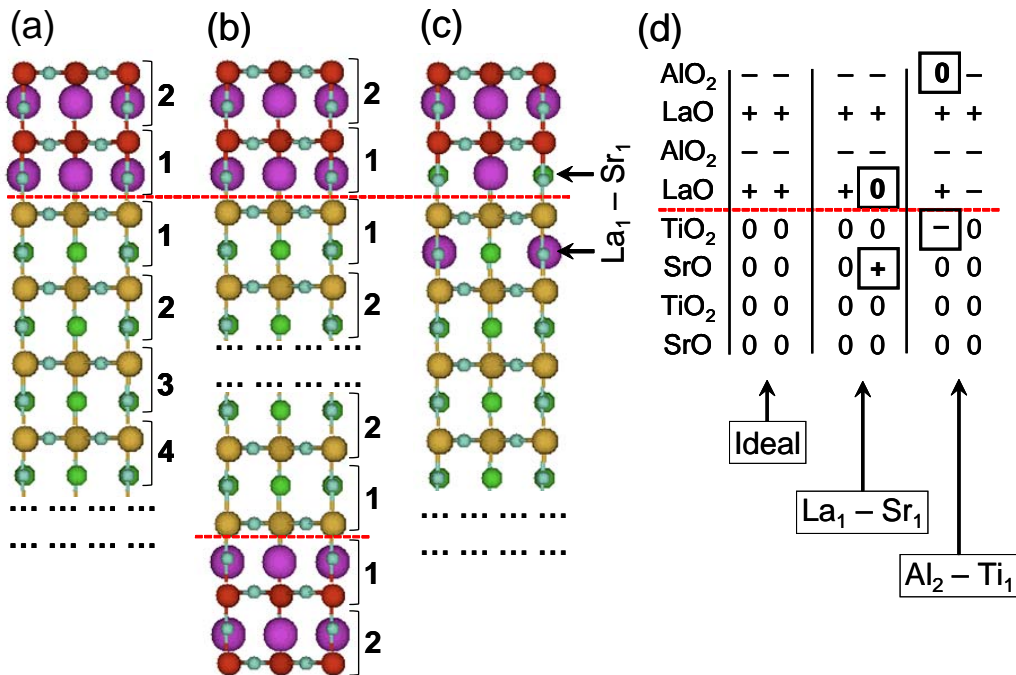 (a)
2
1
1
2
3
4
... ... ... ...
... ... ... ...
(b)
2
1
1
2
... ... ... ...
... ... ... ...
2
1
1
2
(c)
La₁ – Sr₁
... ... ... ...
... ... ... ...
(d)
AlO₂ – – – – 0 –
LaO + + + + + +
AlO₂ – – – – – –
LaO + + + 0 + –
TiO₂ 0 0 0 0 – 0
SrO 0 0 0 + 0 0
TiO₂ 0 0 0 0 0 0
SrO 0 0 0 0 0 0
Ideal
La₁ – Sr₁
Al₂ – Ti₁